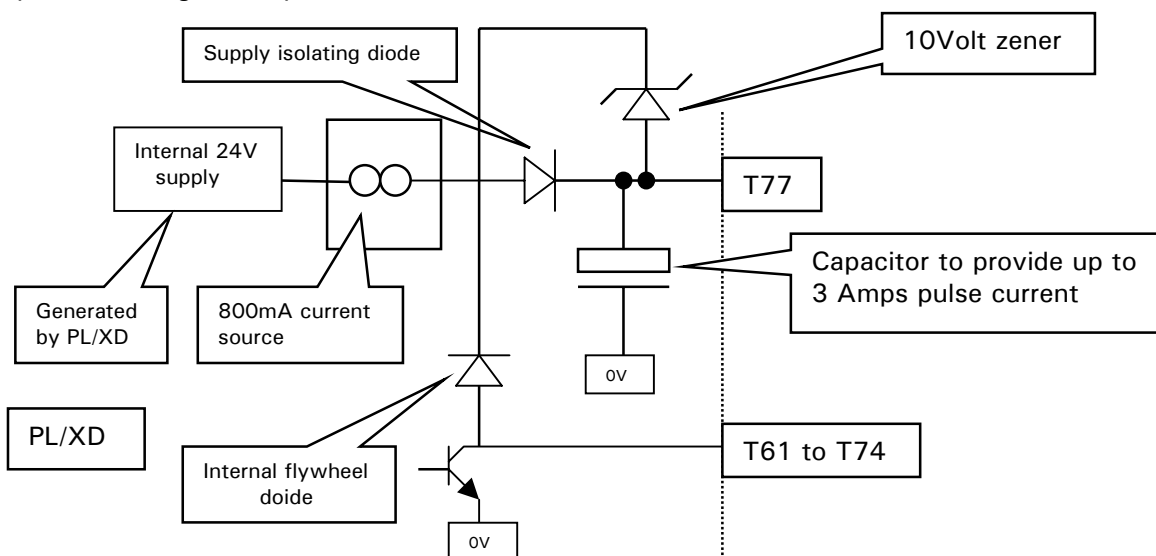 Supply isolating diode
10Volt zener
Internal 24V
supply
T77
Capacitor to provide up to
3 Amps pulse current
Generated
by PL/XD
800mA current
source
0V
PL/XD
Internal flywheel
doide
T61 to T74
0V